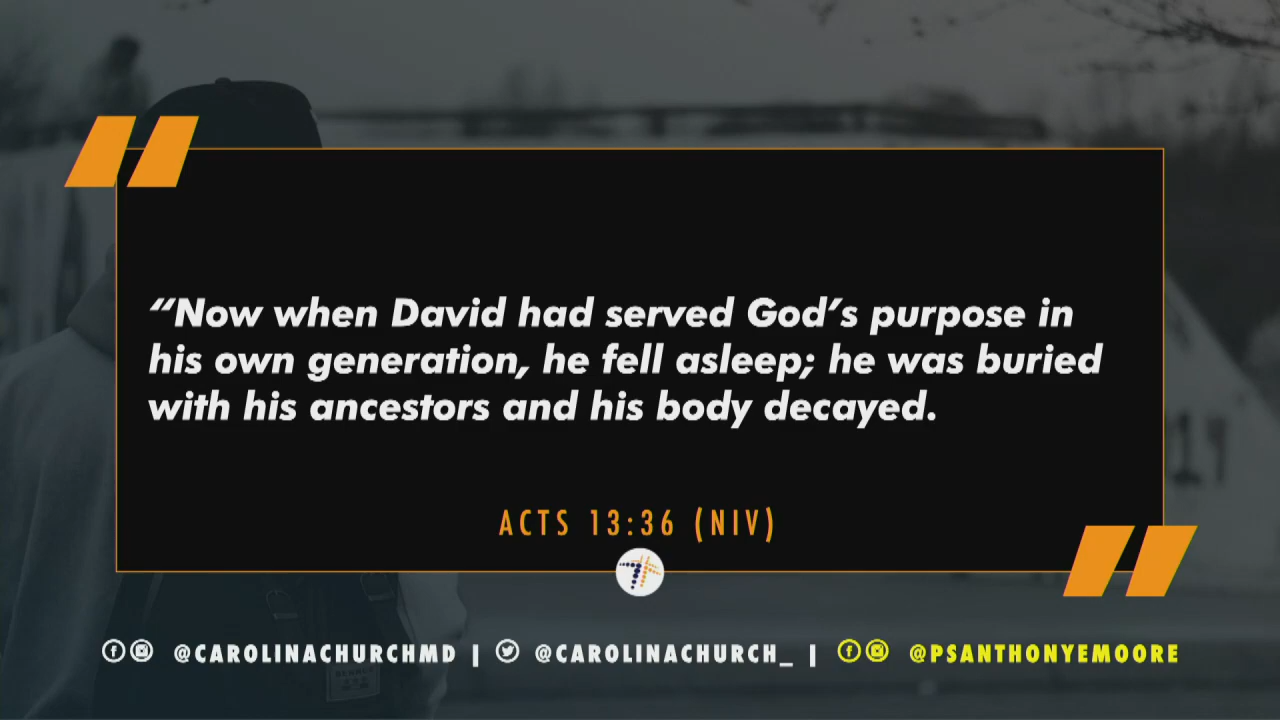 “Now when David had served God’s purpose in
his own generation, he fell asleep; he was buried
with his ancestors and his body decayed.
ACTS 13:36 (NIV)
@CAROLINACHURCHMD | @CAROLINACHURCH_ | @PSANTHONYEMOORE